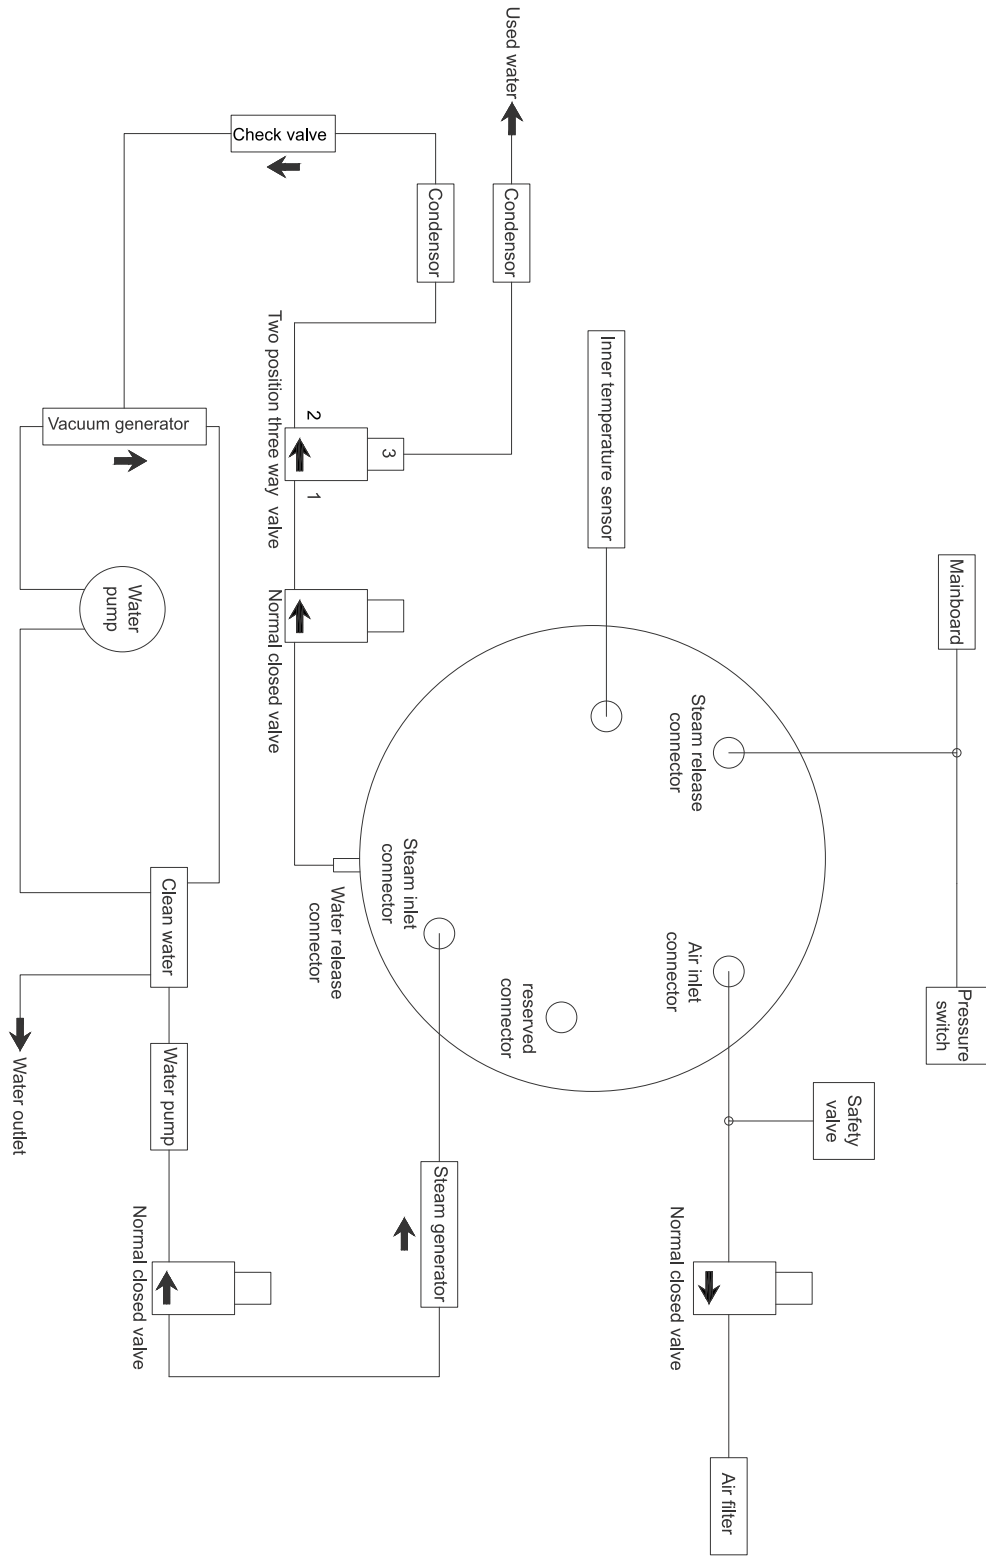 Used water
Check valve
Condensor
Condensor
Two position three way  valve
2
3
1
Vacuum generator
Inner temperature sensor
Mainboard
Water
pump
Normal closed valve
Steam release
connector
Steam inlet
connector
Water release
connector
Air inlet
connector
reserved
connector
Pressure
switch
Clean water
Water outlet
Water pump
Safety
valve
Steam generator
Normal closed valve
Normal closed valve
Air filter